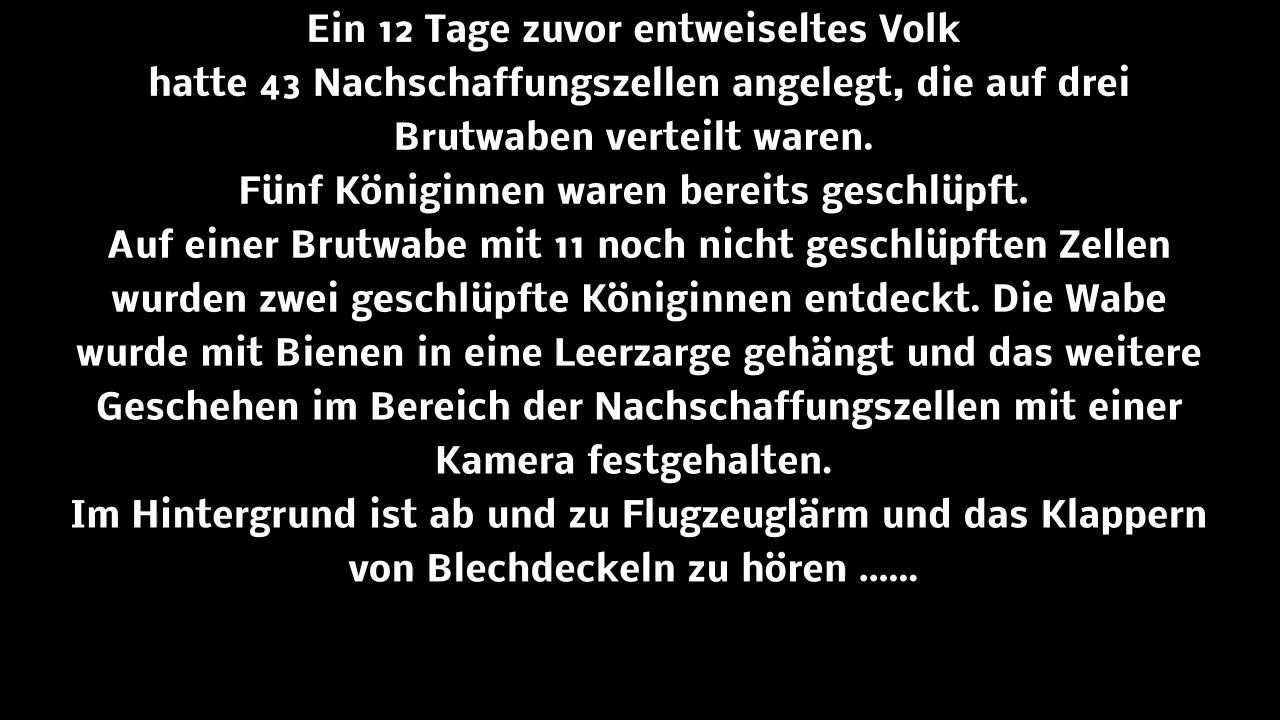 Ein 12 Tage zuvor entweiseltes Volk
hatte 43 Nachschaffungszellen angelegt, die auf drei
Brutwaben verteilt waren.
Fünf Königinnen waren bereits geschlüpft.
Auf einer Brutwabe mit 11 noch nicht geschlüpften Zellen
wurden zwei geschlüpfte Königinnen entdeckt. Die Wabe
wurde mit Bienen in eine Leerzarge gehängt und das weitere
Geschehen im Bereich der Nachschaffungszellen mit einer
Kamera festgehalten.
Im Hintergrund ist ab und zu Flugzeuglärm und das Klappern
von Blechdeckeln zu hören ......